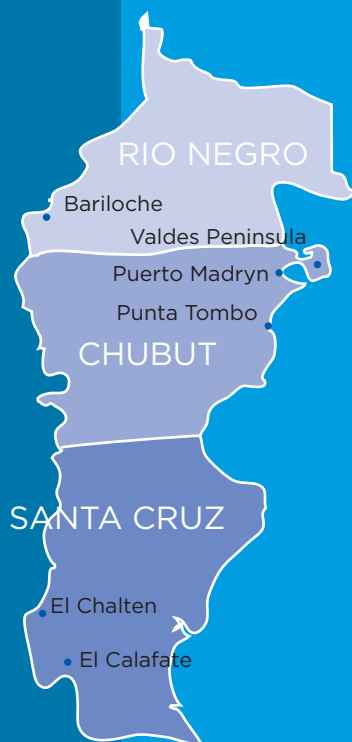 RIO NEGRO
Bariloche
Valdes Peninsula
Puerto Madryn
Punta Tombo
CHUBUT
SANTA CRUZ
El Chalten
El Calafate